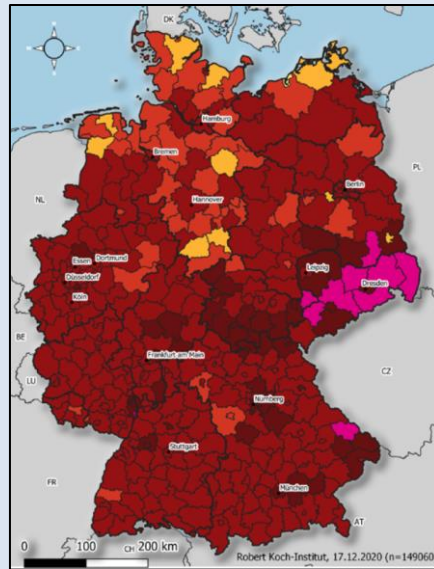 DK
Hamburg
Bremen
PL
Berlin
NL
Hannover
Essen
Dortmund
Düsseldorf
Leipzig
Köln
Dresden
BE
Frankfurt am Main
LU
CZ
Nürnberg
Stuttgart
FR
München
AT
CH
0 100 200 km
Robert Koch-Institut, 17.12.2020 (n=149060